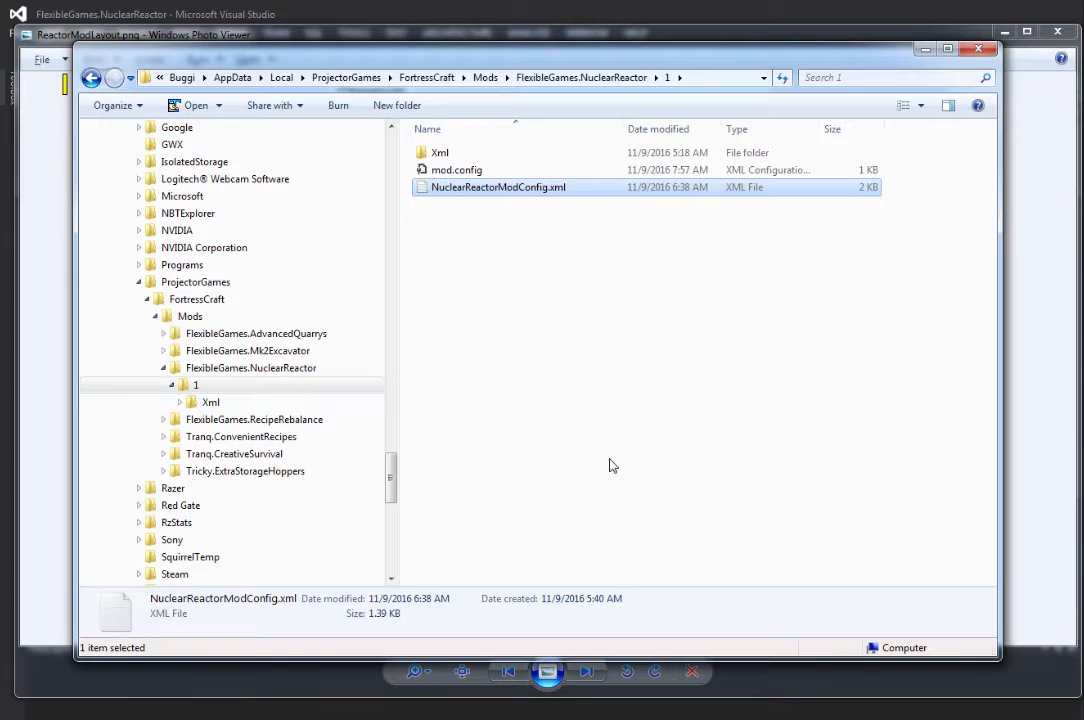 FlexibleGames.NuclearReactor - Microsoft Visual Studio
ReactorModLayout.png - Windows Photo Viewer
File
« Buggi AppData Local ProjectorGames FortressCraft Mods FlexibleGames.NuclearReactor 1
Search 1
Organize Open Share with Burn New folder
Name Date modified Type Size
Xml 11/9/2016 5:18 AM File folder
mod.config 11/9/2016 7:57 AM XML Configuratio... 1 KB
NuclearReactorModConfig.xml 11/9/2016 6:38 AM XML File 2 KB
Google
GWX
IsolatedStorage
Logitech® Webcam Software
Microsoft
NBTExplorer
NVIDIA
NVIDIA Corporation
Programs
ProjectorGames
FortressCraft
Mods
FlexibleGames.AdvancedQuarrys
FlexibleGames.Mk2Excavator
FlexibleGames.NuclearReactor
1
Xml
FlexibleGames.RecipeRebalance
Tranq.ConvenientRecipes
Tranq.CreativeSurvival
Tricky.ExtraStorageHoppers
Razer
Red Gate
RzStats
Sony
SquirrelTemp
Steam
NuclearReactorModConfig.xml Date modified: 11/9/2016 6:38 AM Date created: 11/9/2016 5:40 AM
XML File Size: 1.39 KB
1 item selected Computer